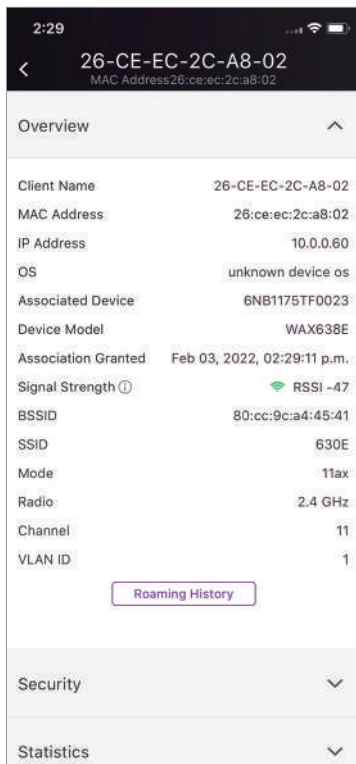 2:29
26-CE-EC-2C-A8-02
MAC Address26:ce:ec:2c:a8:02
Overview
Client Name 26-CE-EC-2C-A8-02
MAC Address 26:ce:ec:2c:a8:02
IP Address 10.0.0.60
OS unknown device os
Associated Device 6NB1175TF0023
Device Model WAX638E
Association Granted Feb 03, 2022, 02:29:11 p.m.
Signal Strength ⓘ RSSI -47
BSSID 80:cc:9c:a4:45:41
SSID 630E
Mode 11ax
Radio 2.4 GHz
Channel 11
VLAN ID 1
Roaming History
Security
Statistics